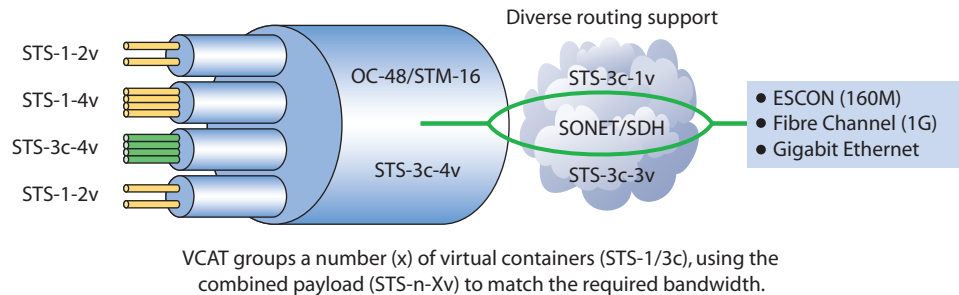 Diverse routing support
STS-1-2v
STS-1-4v
STS-3c-4v
STS-1-2v
OC-48/STM-16
STS-3c-4v
STS-3c-1v
SONET/SDH
STS-3c-3v
● ESCON (160M)
● Fibre Channel (1G)
● Gigabit Ethernet
VCAT groups a number (x) of virtual containers (STS-1/3c), using the
combined payload (STS-n-Xv) to match the required bandwidth.